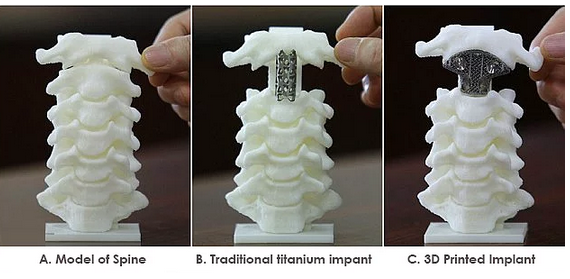 A. Model of Spine
B. Traditional titanium impant
C. 3D Printed Implant